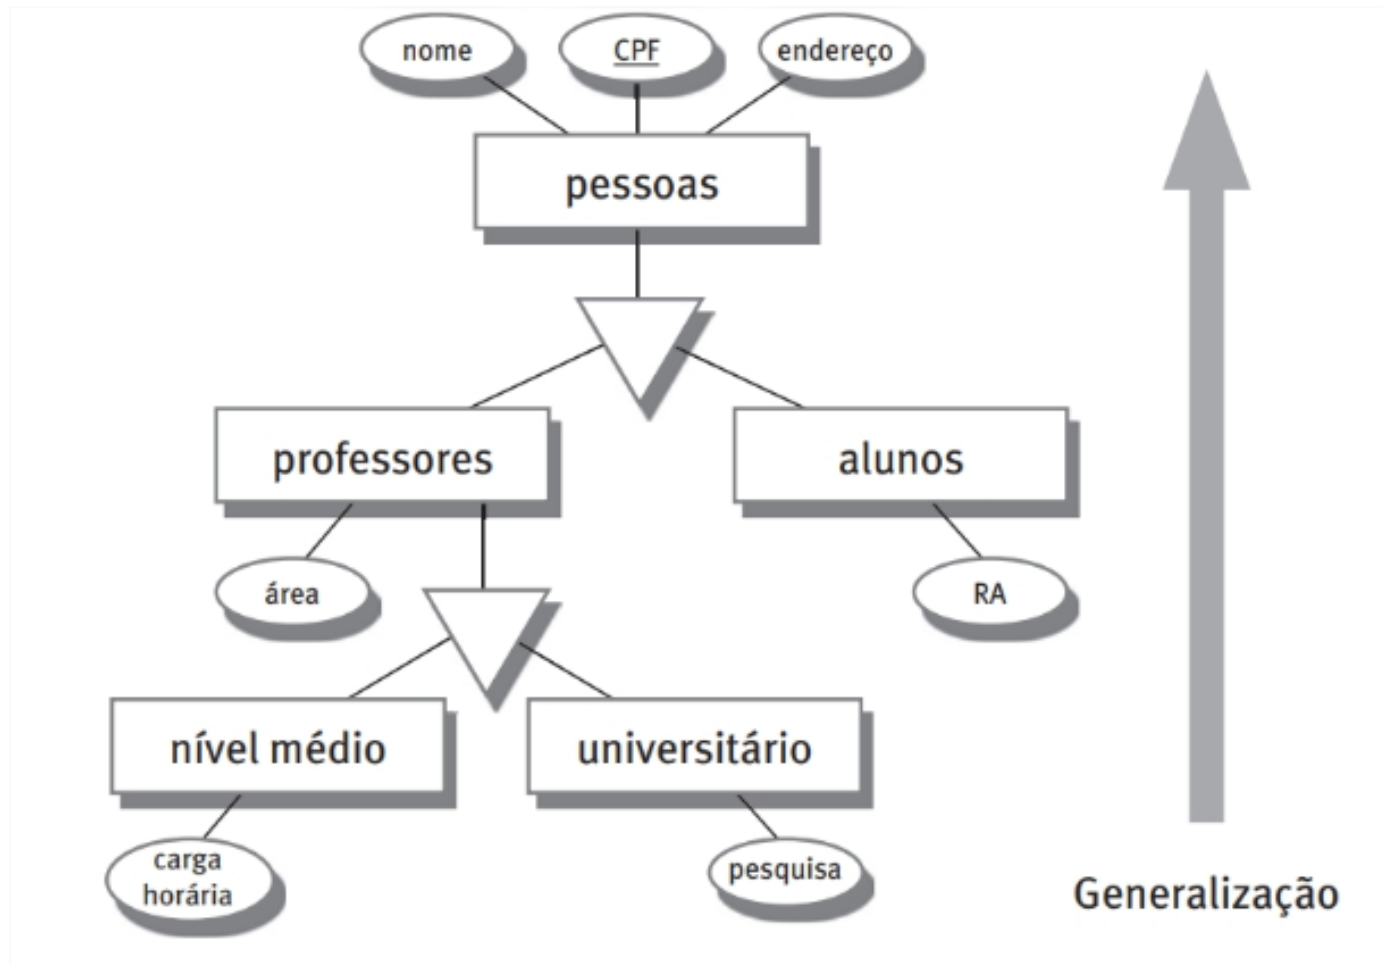 nome
CPF
endereço
pessoas
professores
alunos
área
RA
nível médio
universitário
carga
horária
pesquisa
Generalização